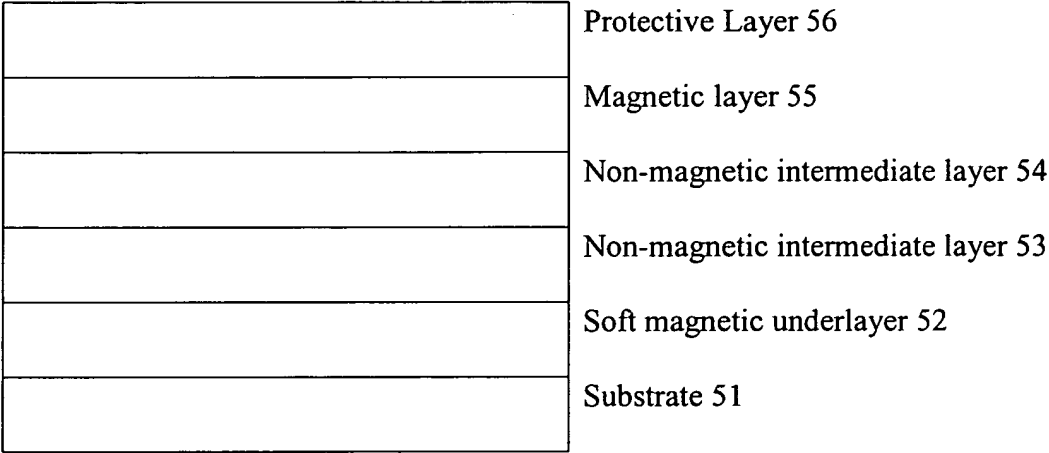 Protective Layer 56
Magnetic layer 55
Non-magnetic intermediate layer 54
Non-magnetic intermediate layer 53
Soft magnetic underlayer 52
Substrate 51